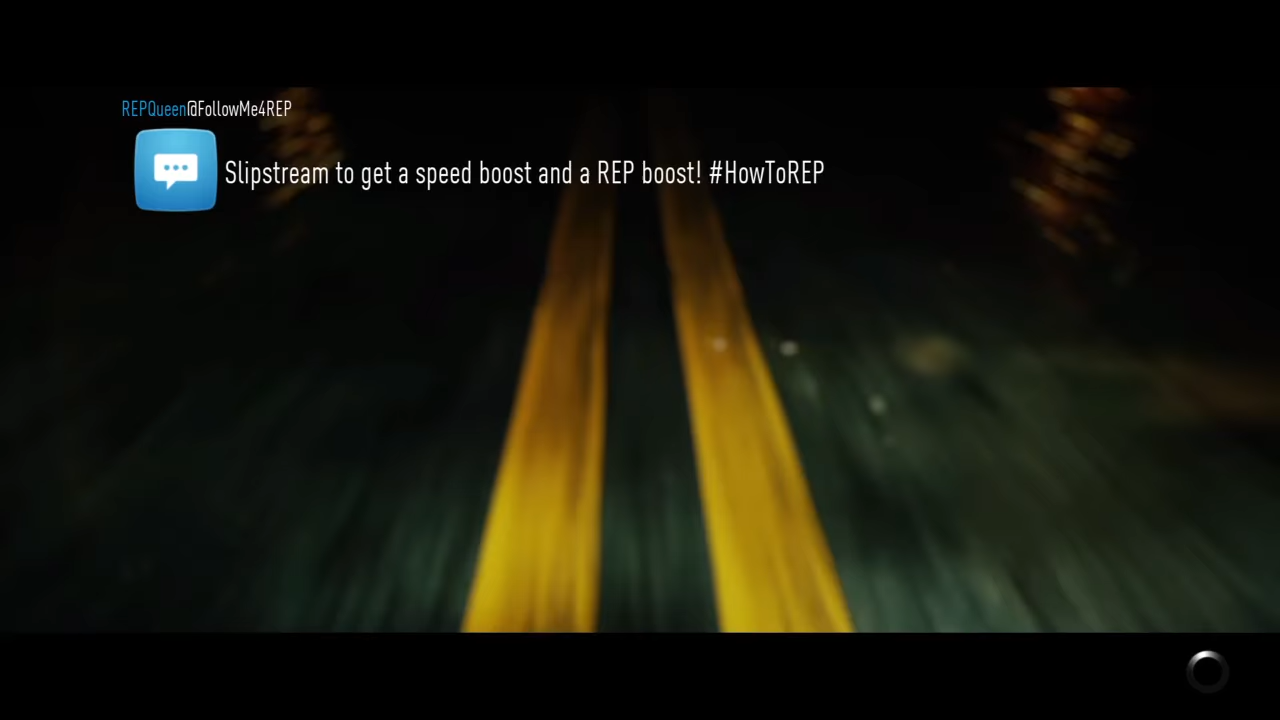 REPQueen@FollowMe4REP
Slipstream to get a speed boost and a REP boost! #HowToREP